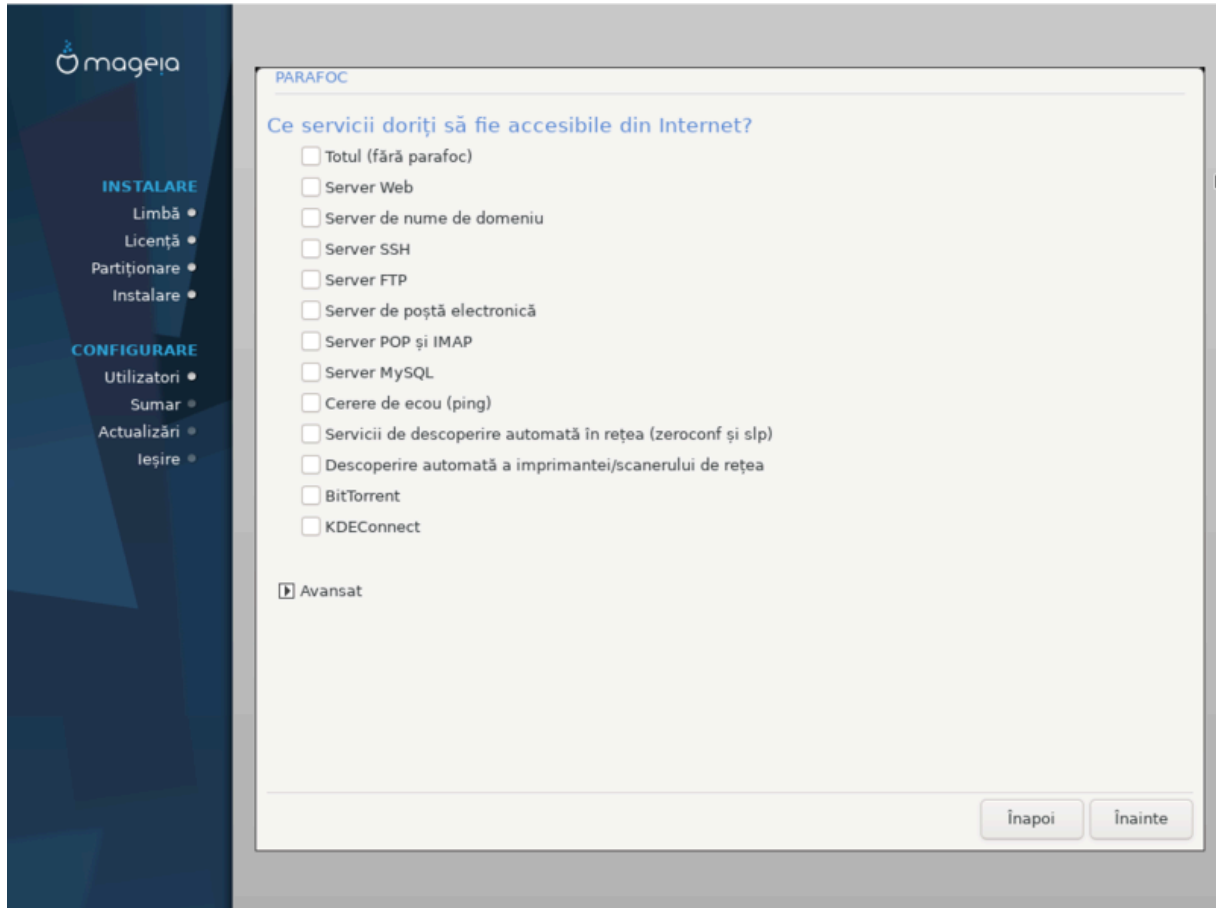 mageia
INSTALARE
Limbă
Licență
Partiționare
Instalare
CONFIGURARE
Utilizatori
Sumar
Actualizări
Ieșire
PARAFOC
Ce servicii doriți să fie accesibile din Internet?
Totul (fără parafoc)
Server Web
Server de nume de domeniu
Server SSH
Server FTP
Server de poștă electronică
Server POP și IMAP
Server MySQL
Cerere de ecou (ping)
Servicii de descoperire automată în rețea (zeroconf și slp)
Descoperire automată a imprimantei/scanerului de rețea
BitTorrent
KDEConnect
Avansat
Înapoi
Înainte